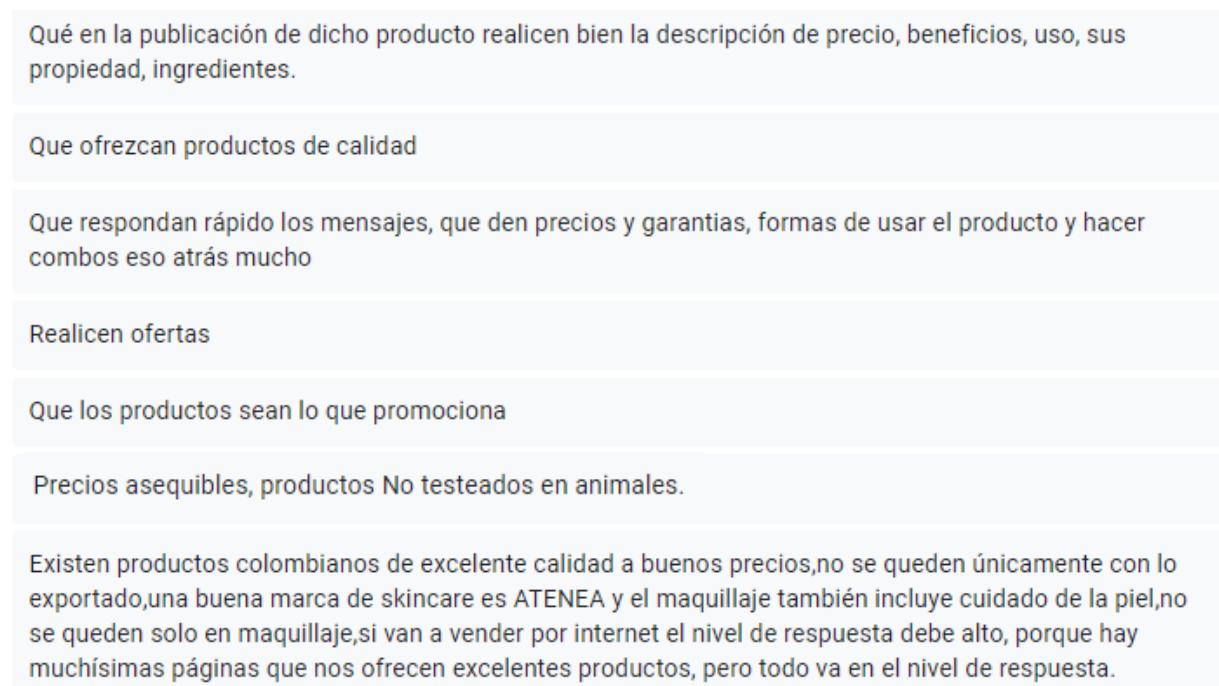 Qué en la publicación de dicho producto realicen bien la descripción de precio, beneficios, uso, sus
propiedad, ingredientes.
Que ofrezcan productos de calidad
Que respondan rápido los mensajes, que den precios y garantias, formas de usar el producto y hacer
combos eso atrás mucho
Realicen ofertas
Que los productos sean lo que promociona
Precios asequibles, productos No testeados en animales.
Existen productos colombianos de excelente calidad a buenos precios,no se queden únicamente con lo
exportado,una buena marca de skincare es ATENEA y el maquillaje también incluye cuidado de la piel,no
se queden solo en maquillaje,si van a vender por internet el nivel de respuesta debe alto, porque hay
muchísimas páginas que nos ofrecen excelentes productos, pero todo va en el nivel de respuesta.